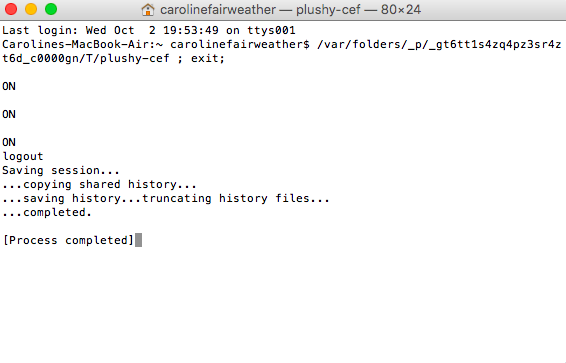 carolinefairweather — plushy-cef — 80×24
Last login: Wed Oct  2 19:53:49 on ttys001
Carolines-MacBook-Air:~ carolinefairweather$ /var/folders/_p/_gt6tt1s4zq4pz3sr4z
t6d_c0000gn/T/plushy-cef ; exit;
ON
ON
ON
logout
Saving session...
...copying shared history...
...saving history...truncating history files...
...completed.
[Process completed]